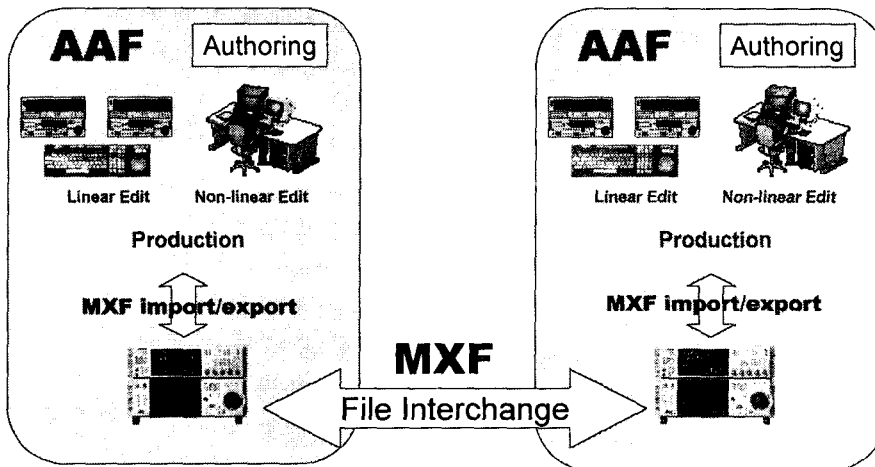 AAF Authoring
Linear Edit Non-linear Edit
Production
MXF import/export
AAF Authoring
Linear Edit Non-linear Edit
Production
MXF import/export
MXF
File Interchange